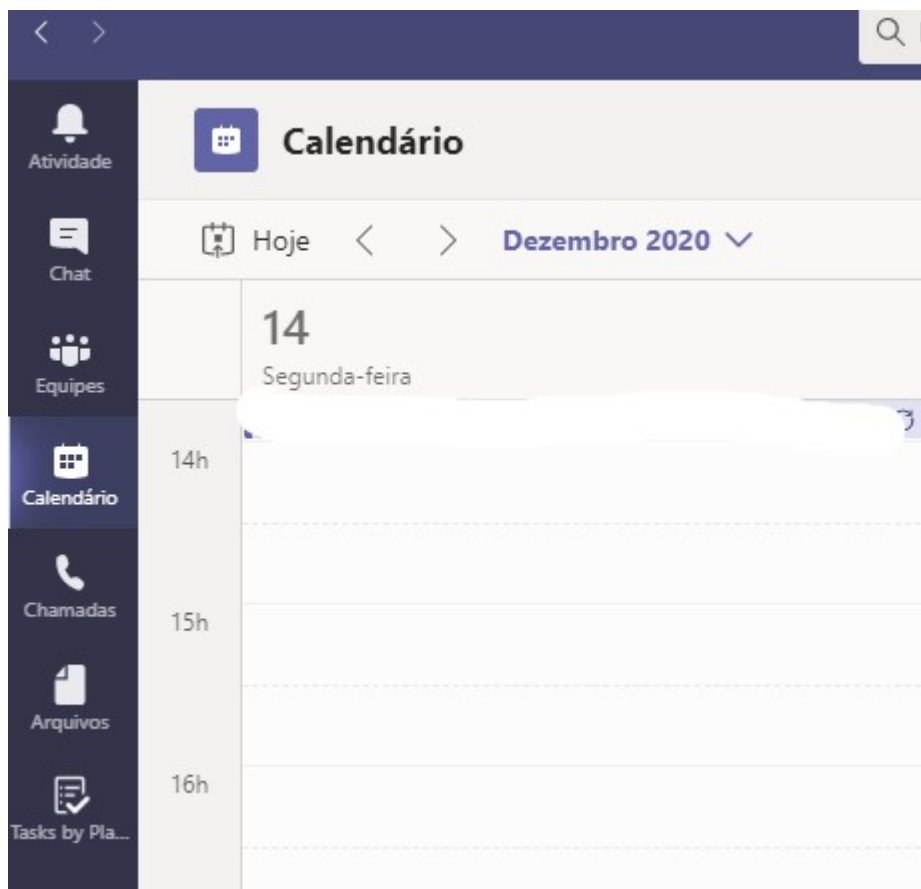 Atividade
Chat
Equipes
Calendário
Chamadas
Arquivos
Tasks by Pla...
Calendário
Hoje
Dezembro 2020
14
Segunda-feira
14h
15h
16h